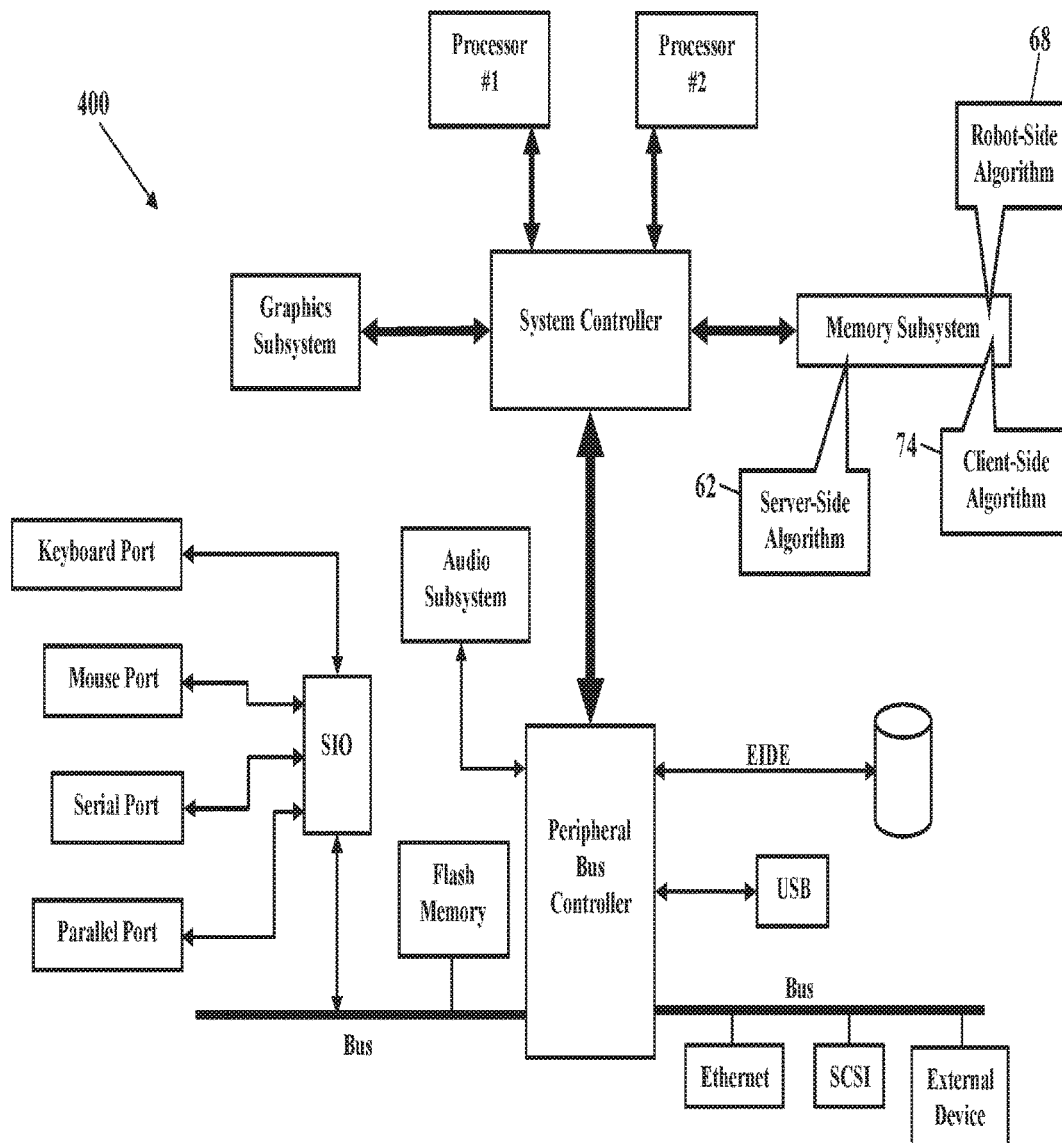 Processor
#1
Processor
#2
68
400
Robot-Side
Algorithm
Graphics
Subsystem
System Controller
Memory Subsystem
74
Client-Side
Algorithm
62
Server-Side
Algorithm
Keyboard Port
Audio
Subsystem
Mouse Port
SIO
EIDE
Serial Port
Peripheral
Bus
Controller
Flash
Memory
USB
Parallel Port
Bus
Bus
Ethernet
SCSI
External
Device